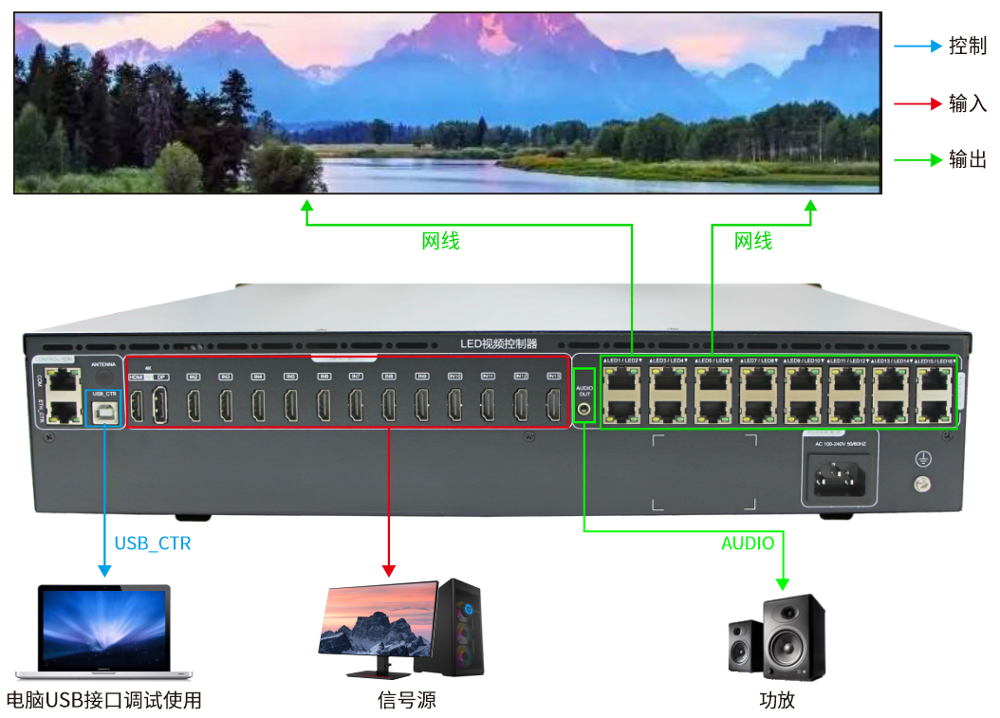 控制
输入
输出
网线
网线
LED视频控制器
ANTENNA
4K
HDMI
DP
IN2
IN3
IN4
IN5
IN6
IN7
IN8
IN9
IN10
IN11
IN12
IN13
COM
ETH_CTR
USB_CTR
AUDIO
OUT
▲LED1 / LED2▼
▲LED3 / LED4▼
▲LED5 / LED6▼
▲LED7 / LED8▼
▲LED9 / LED10▼
▲LED11 / LED12▼
▲LED13 / LED14▼
▲LED15 / LED16▼
AC 100-240V 50/60HZ
USB_CTR
AUDIO
电脑USB接口调试使用
信号源
功放